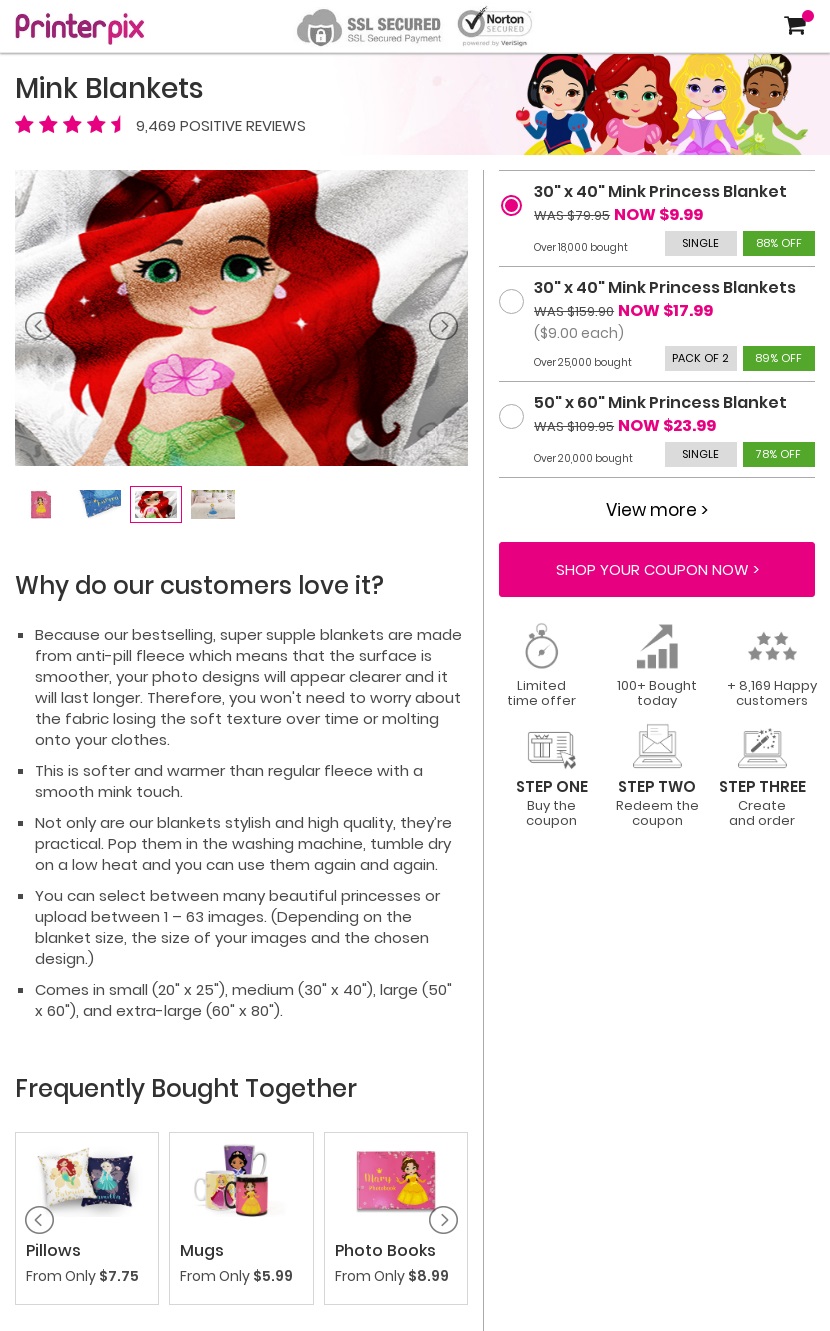 Printerpix
SSL SECURED
SSL Secured Payment
Norton
SECURED
powered by VeriSign
Mink Blankets
9,469 POSITIVE REVIEWS
30" x 40" Mink Princess Blanket
WAS $79.95 NOW $9.99
Over 18,000 bought
SINGLE
88% OFF
30" x 40" Mink Princess Blankets
WAS $159.90 NOW $17.99
($9.00 each)
Over 25,000 bought
PACK OF 2
89% OFF
50" x 60" Mink Princess Blanket
WAS $109.95 NOW $23.99
Over 20,000 bought
SINGLE
78% OFF
View more >
SHOP YOUR COUPON NOW >
Limited
time offer
100+ Bought
today
+ 8,169 Happy
customers
STEP ONE
Buy the
coupon
STEP TWO
Redeem the
coupon
STEP THREE
Create
and order
Why do our customers love it?
Because our bestselling, super supple blankets are made
from anti-pill fleece which means that the surface is
smoother, your photo designs will appear clearer and it
will last longer. Therefore, you won't need to worry about
the fabric losing the soft texture over time or molting
onto your clothes.
This is softer and warmer than regular fleece with a
smooth mink touch.
Not only are our blankets stylish and high quality, they’re
practical. Pop them in the washing machine, tumble dry
on a low heat and you can use them again and again.
You can select between many beautiful princesses or
upload between 1 – 63 images. (Depending on the
blanket size, the size of your images and the chosen
design.)
Comes in small (20" x 25"), medium (30" x 40"), large (50"
x 60"), and extra-large (60" x 80").
Frequently Bought Together
Mary
Pillows
From Only $7.75
Mugs
From Only $5.99
Photo Books
From Only $8.99